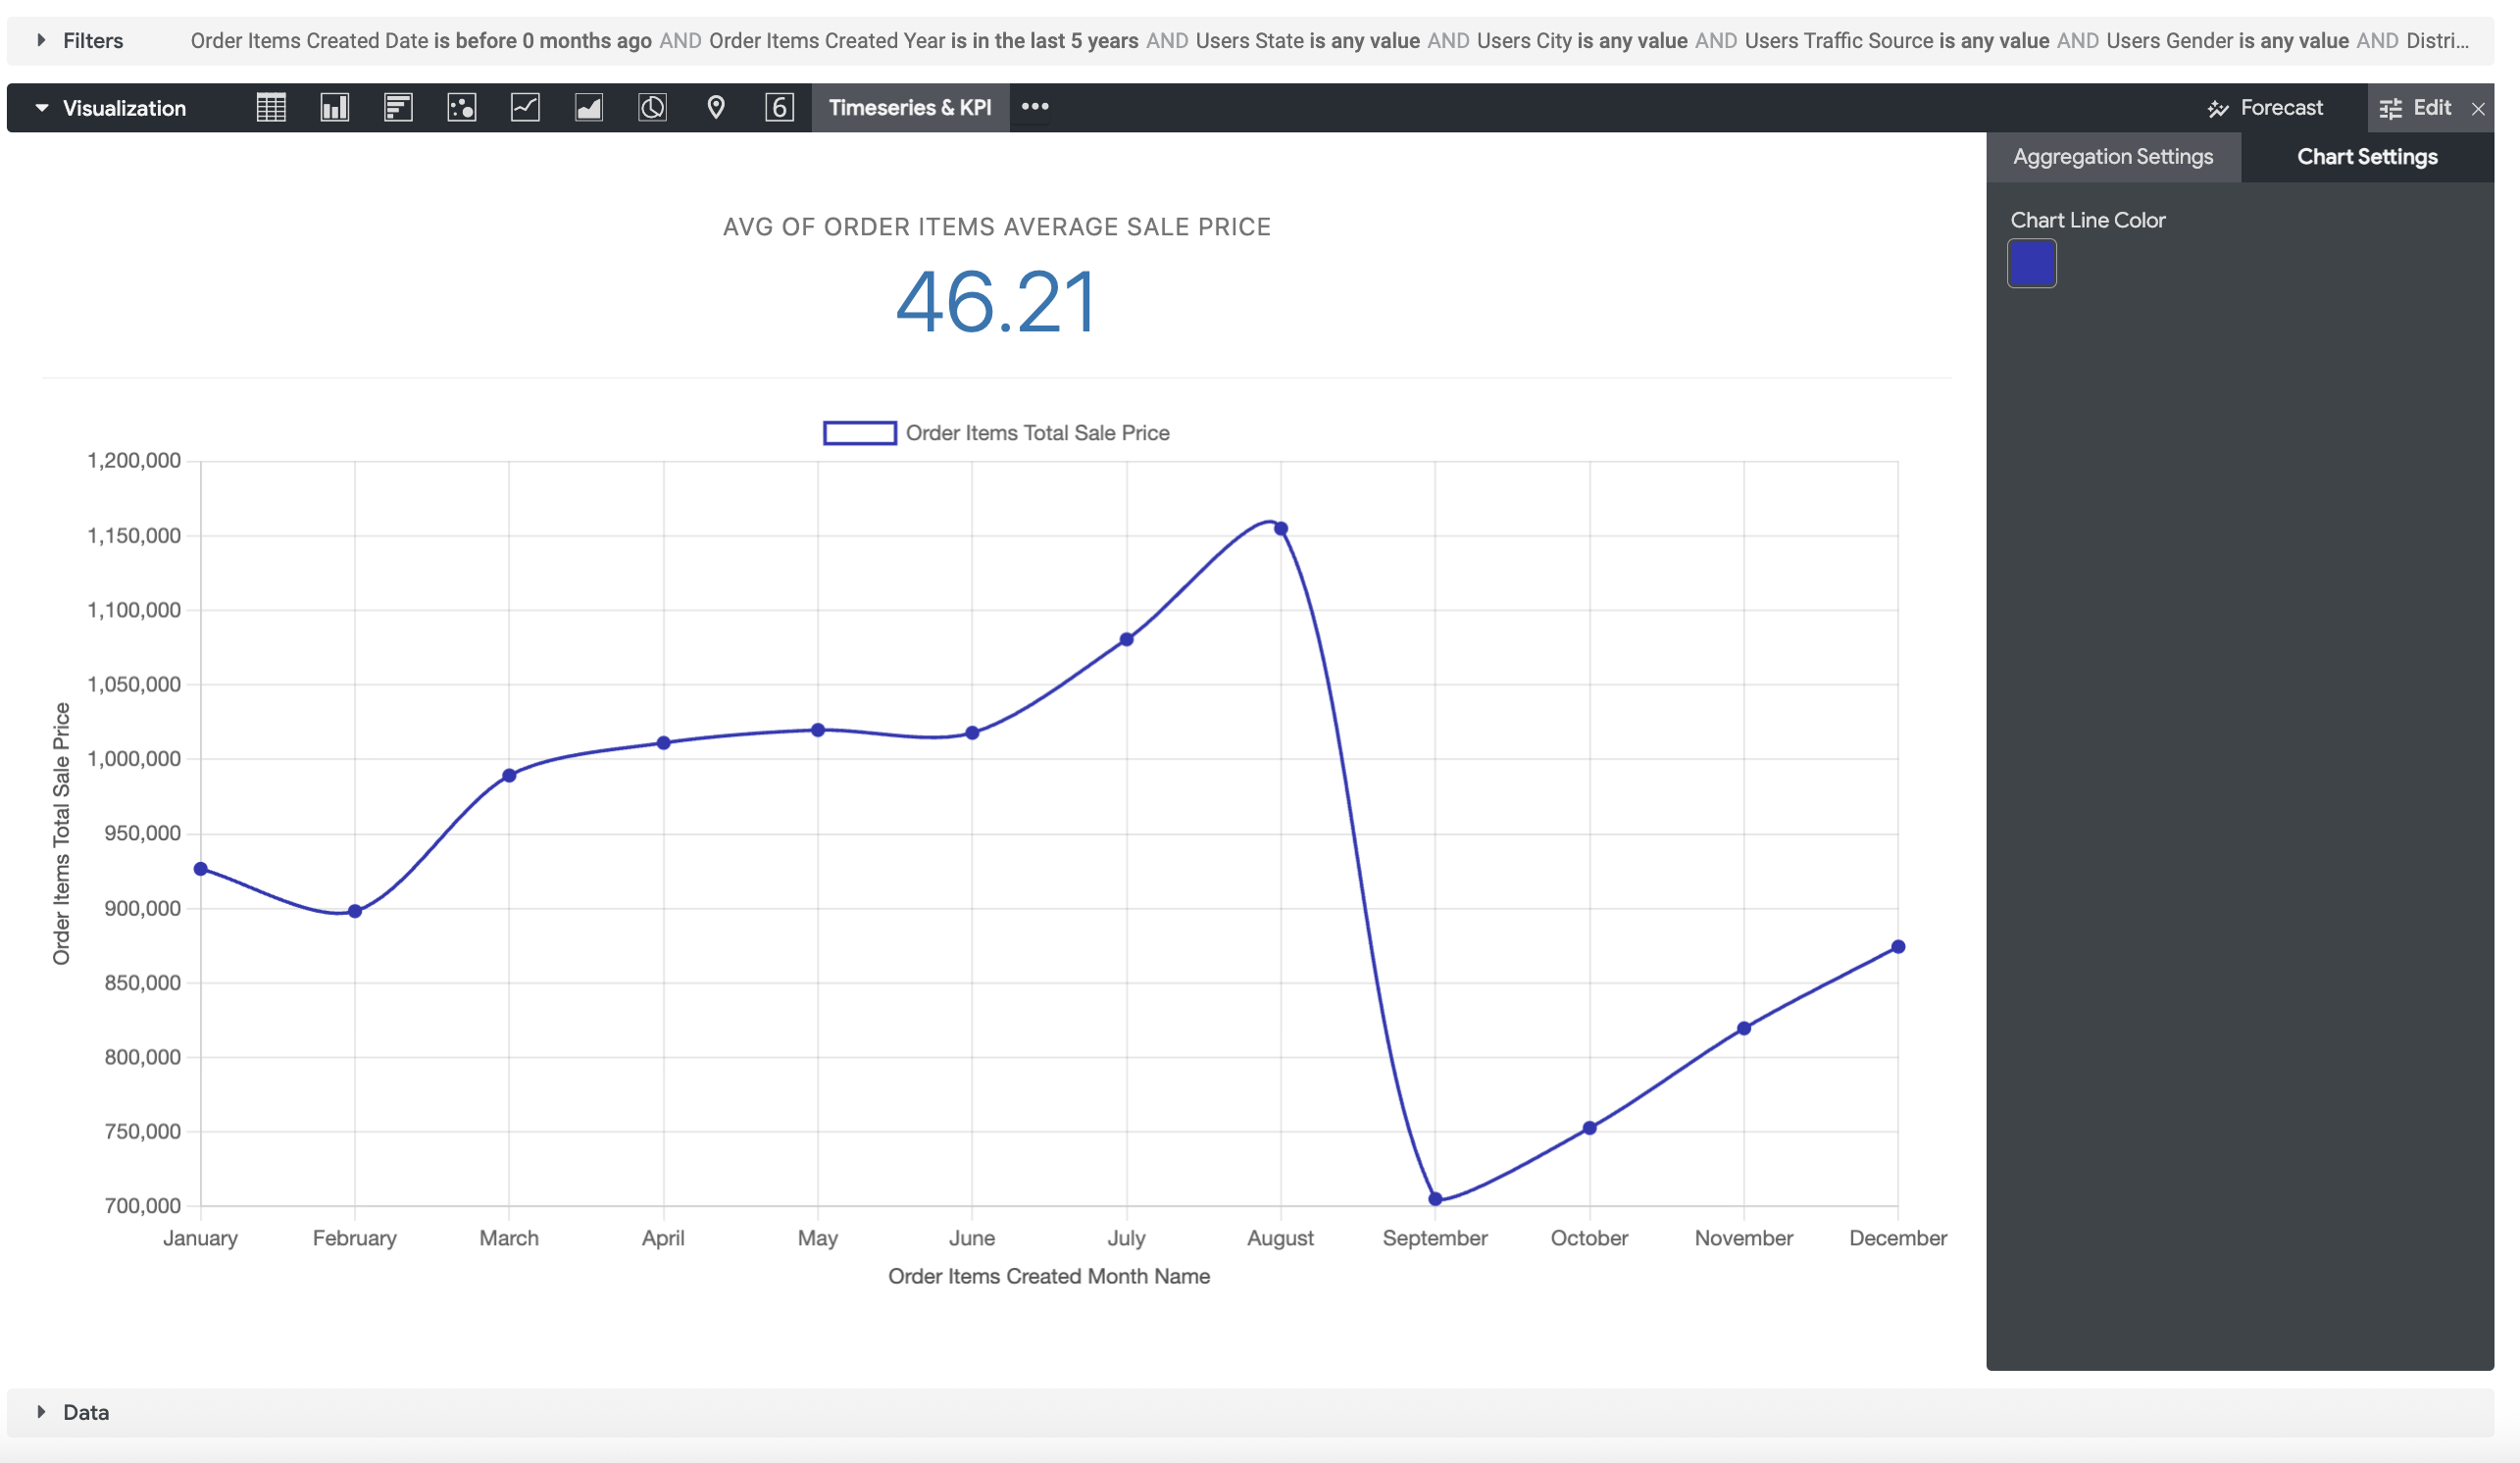 Filters Order Items Created Date is before 0 months ago AND Order Items Created Year is in the last 5 years AND Users State is any value AND Users City is any value AND Users Traffic Source is any value AND Users Gender is any value AND Distri...
Visualization 6 Timeseries & KPI ••• Forecast Edit
Aggregation Settings Chart Settings
Chart Line Color
AVG OF ORDER ITEMS AVERAGE SALE PRICE
46.21
Order Items Total Sale Price
1,200,000
1,150,000
1,100,000
1,050,000
1,000,000
950,000
900,000
850,000
800,000
750,000
700,000
Order Items Total Sale Price
January February March April May June July August September October November December
Order Items Created Month Name
Data